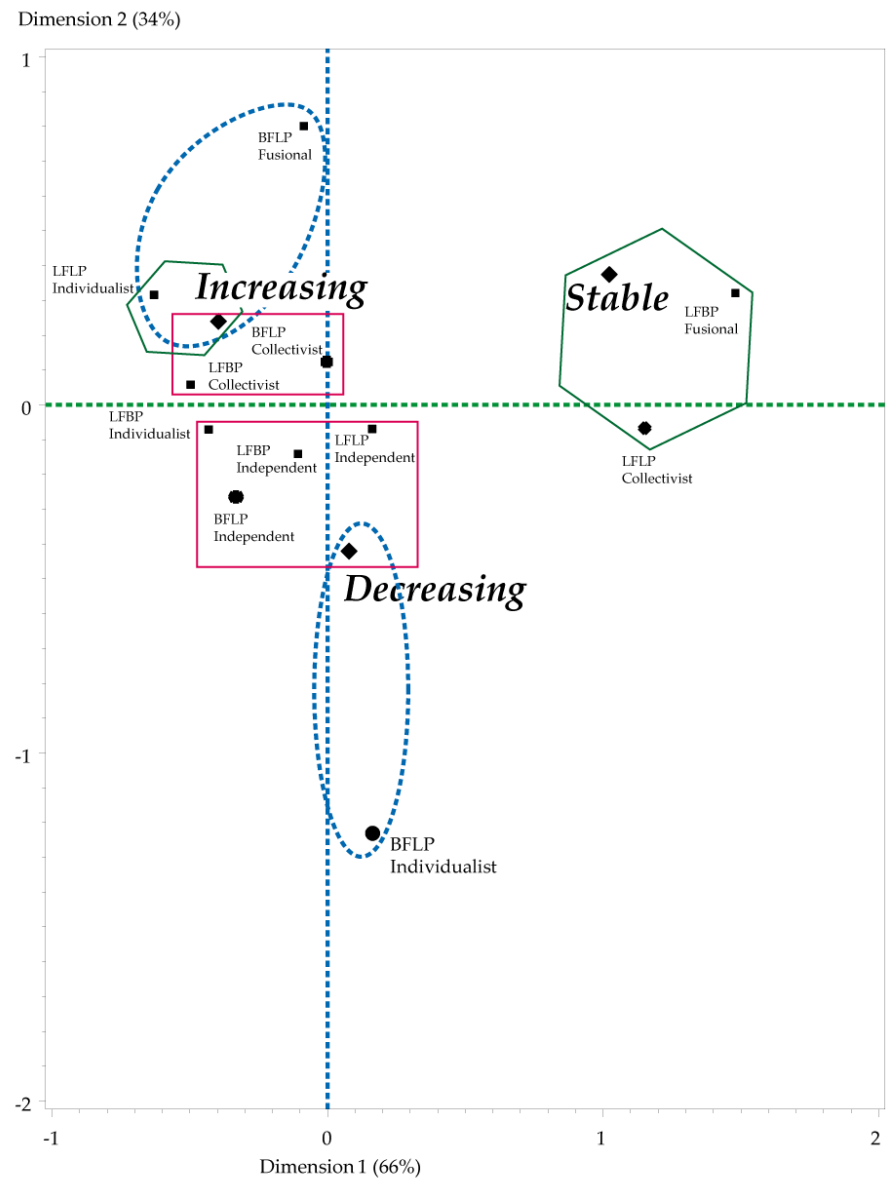 Dimension 2 (34%)
1
BFLP
Fusional
LFLP
Individualist
Increasing
Stable
LFBP
Fusional
BFLP
Collectivist
LFBP
Collectivist
0
LFBP
Individualist
LFLP
Independent
LFBP
Independent
LFLP
Collectivist
BFLP
Independent
Decreasing
-1
BFLP
Individualist
-2
-1
0
1
2
Dimension 1 (66%)